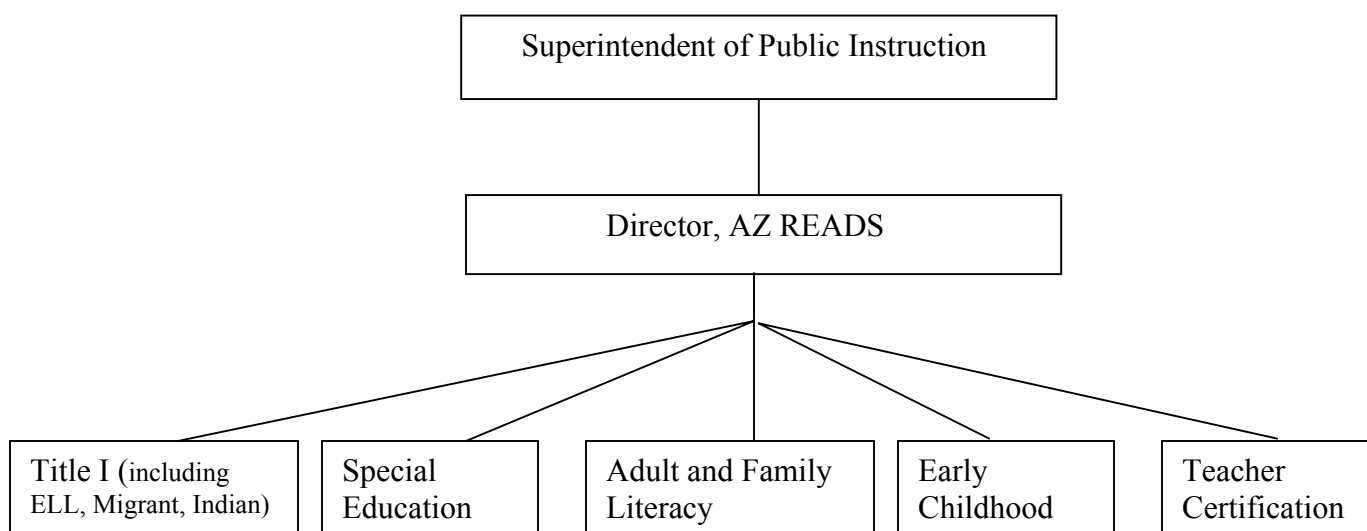 Superintendent of Public Instruction
Director, AZ READS
Title I (including
ELL, Migrant, Indian)
Special
Education
Adult and Family
Literacy
Early
Childhood
Teacher
Certification